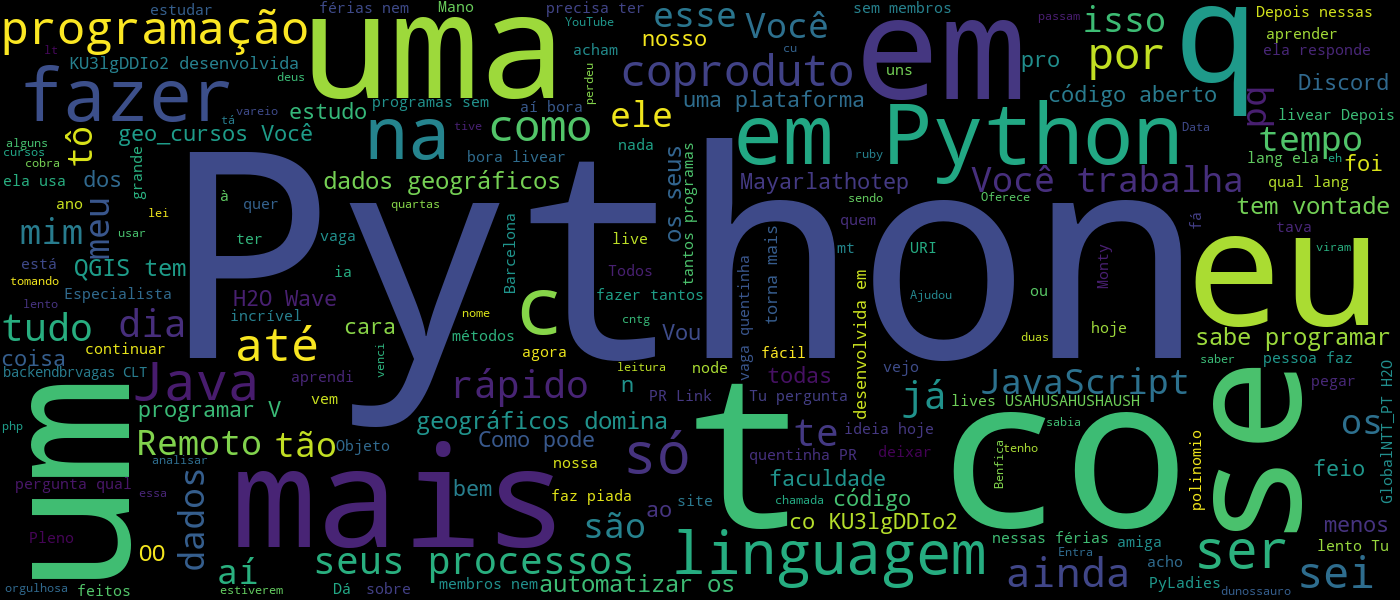 programação
estudar
férias nem
Mano
precisa ter
YouTube
esse
nosso
Você
sem membros
passam
isso
Depois nessas
aprender
ela responde
uma
em
q
lt
KU3lgDDIo2 desenvolvida
deus
acham
cu
por
pro
fazer
perdeu
coproduto
uns
Discord
vareio
tá
estudo
programas sem
aí bora
uma plataforma
código aberto
pq
livear Depois
tô
geo_cursos Você
na
tive
como
ele
em Python
Data
tempo
alguns
cursos
cobra
grande
bora livear
nada
ruby
lang ela
eh
foi
ela usa
dos
dados geográficos
os seus
tantos programas
Mayarlathotep
Você trabalha
qual lang
ano
meu
lei
à
quer
quartas
sendo
Oferece
tem vontade
mim
usar
ter
vaga
Barcelona
live
quem
fá
tava
Python
eu
está
QGIS tem
ia
Todos
torna mais
mt
URI
Monty
viram
tomando
Especialista
H2O Wave
fazer tantos
vaga quentinha
desenvolvida em
Ajudou
ou
lento
incrível
nome
c
cntg
tudo
dia
até
cara
métodos
Vou
hoje
duas
sabe programar
coisa
continuar
venci
agora
fácil
saber
pessoa faz
backendbrvagas CLT
aprendi
leitura
node
todas
vejo
JavaScript
pegar
GlobalNTT_PT H2O
Java
vem
rápido
n
PR Link
Tu pergunta
já
lives USAHUSAHUSHAUSH
um
php
programar V
geográficos domina
t
co
se
sabia
os
Remoto
tão
Objeto
Como pode
só
te
ideia hoje
analisar
nossa
quentinha PR
deixar
Benfica
tenho
polinomio
feio
pergunta qual
essa
dados
mais
bem
faz piada
site
faculdade
chamada
código
ao
são
co KU3lgDDIo2
menos
Pleno
OO
linguagem
nessas férias
amiga
ser
lento Tu
aí
seus processos
Entra
ainda
acho
sei
orgulhosa
feitos
estiverem
Dá
sobre
membros nem
automatizar os
PyLadies
dunossauro